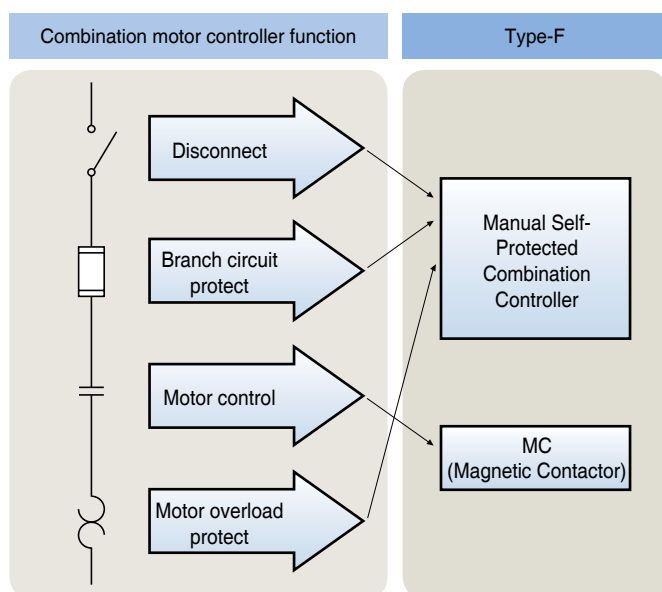 Combination motor controller function
Type-F
Disconnect
Branch circuit
protect
Motor control
Motor overload
protect
Manual Self-
Protected
Combination
Controller
MC
(Magnetic Contactor)